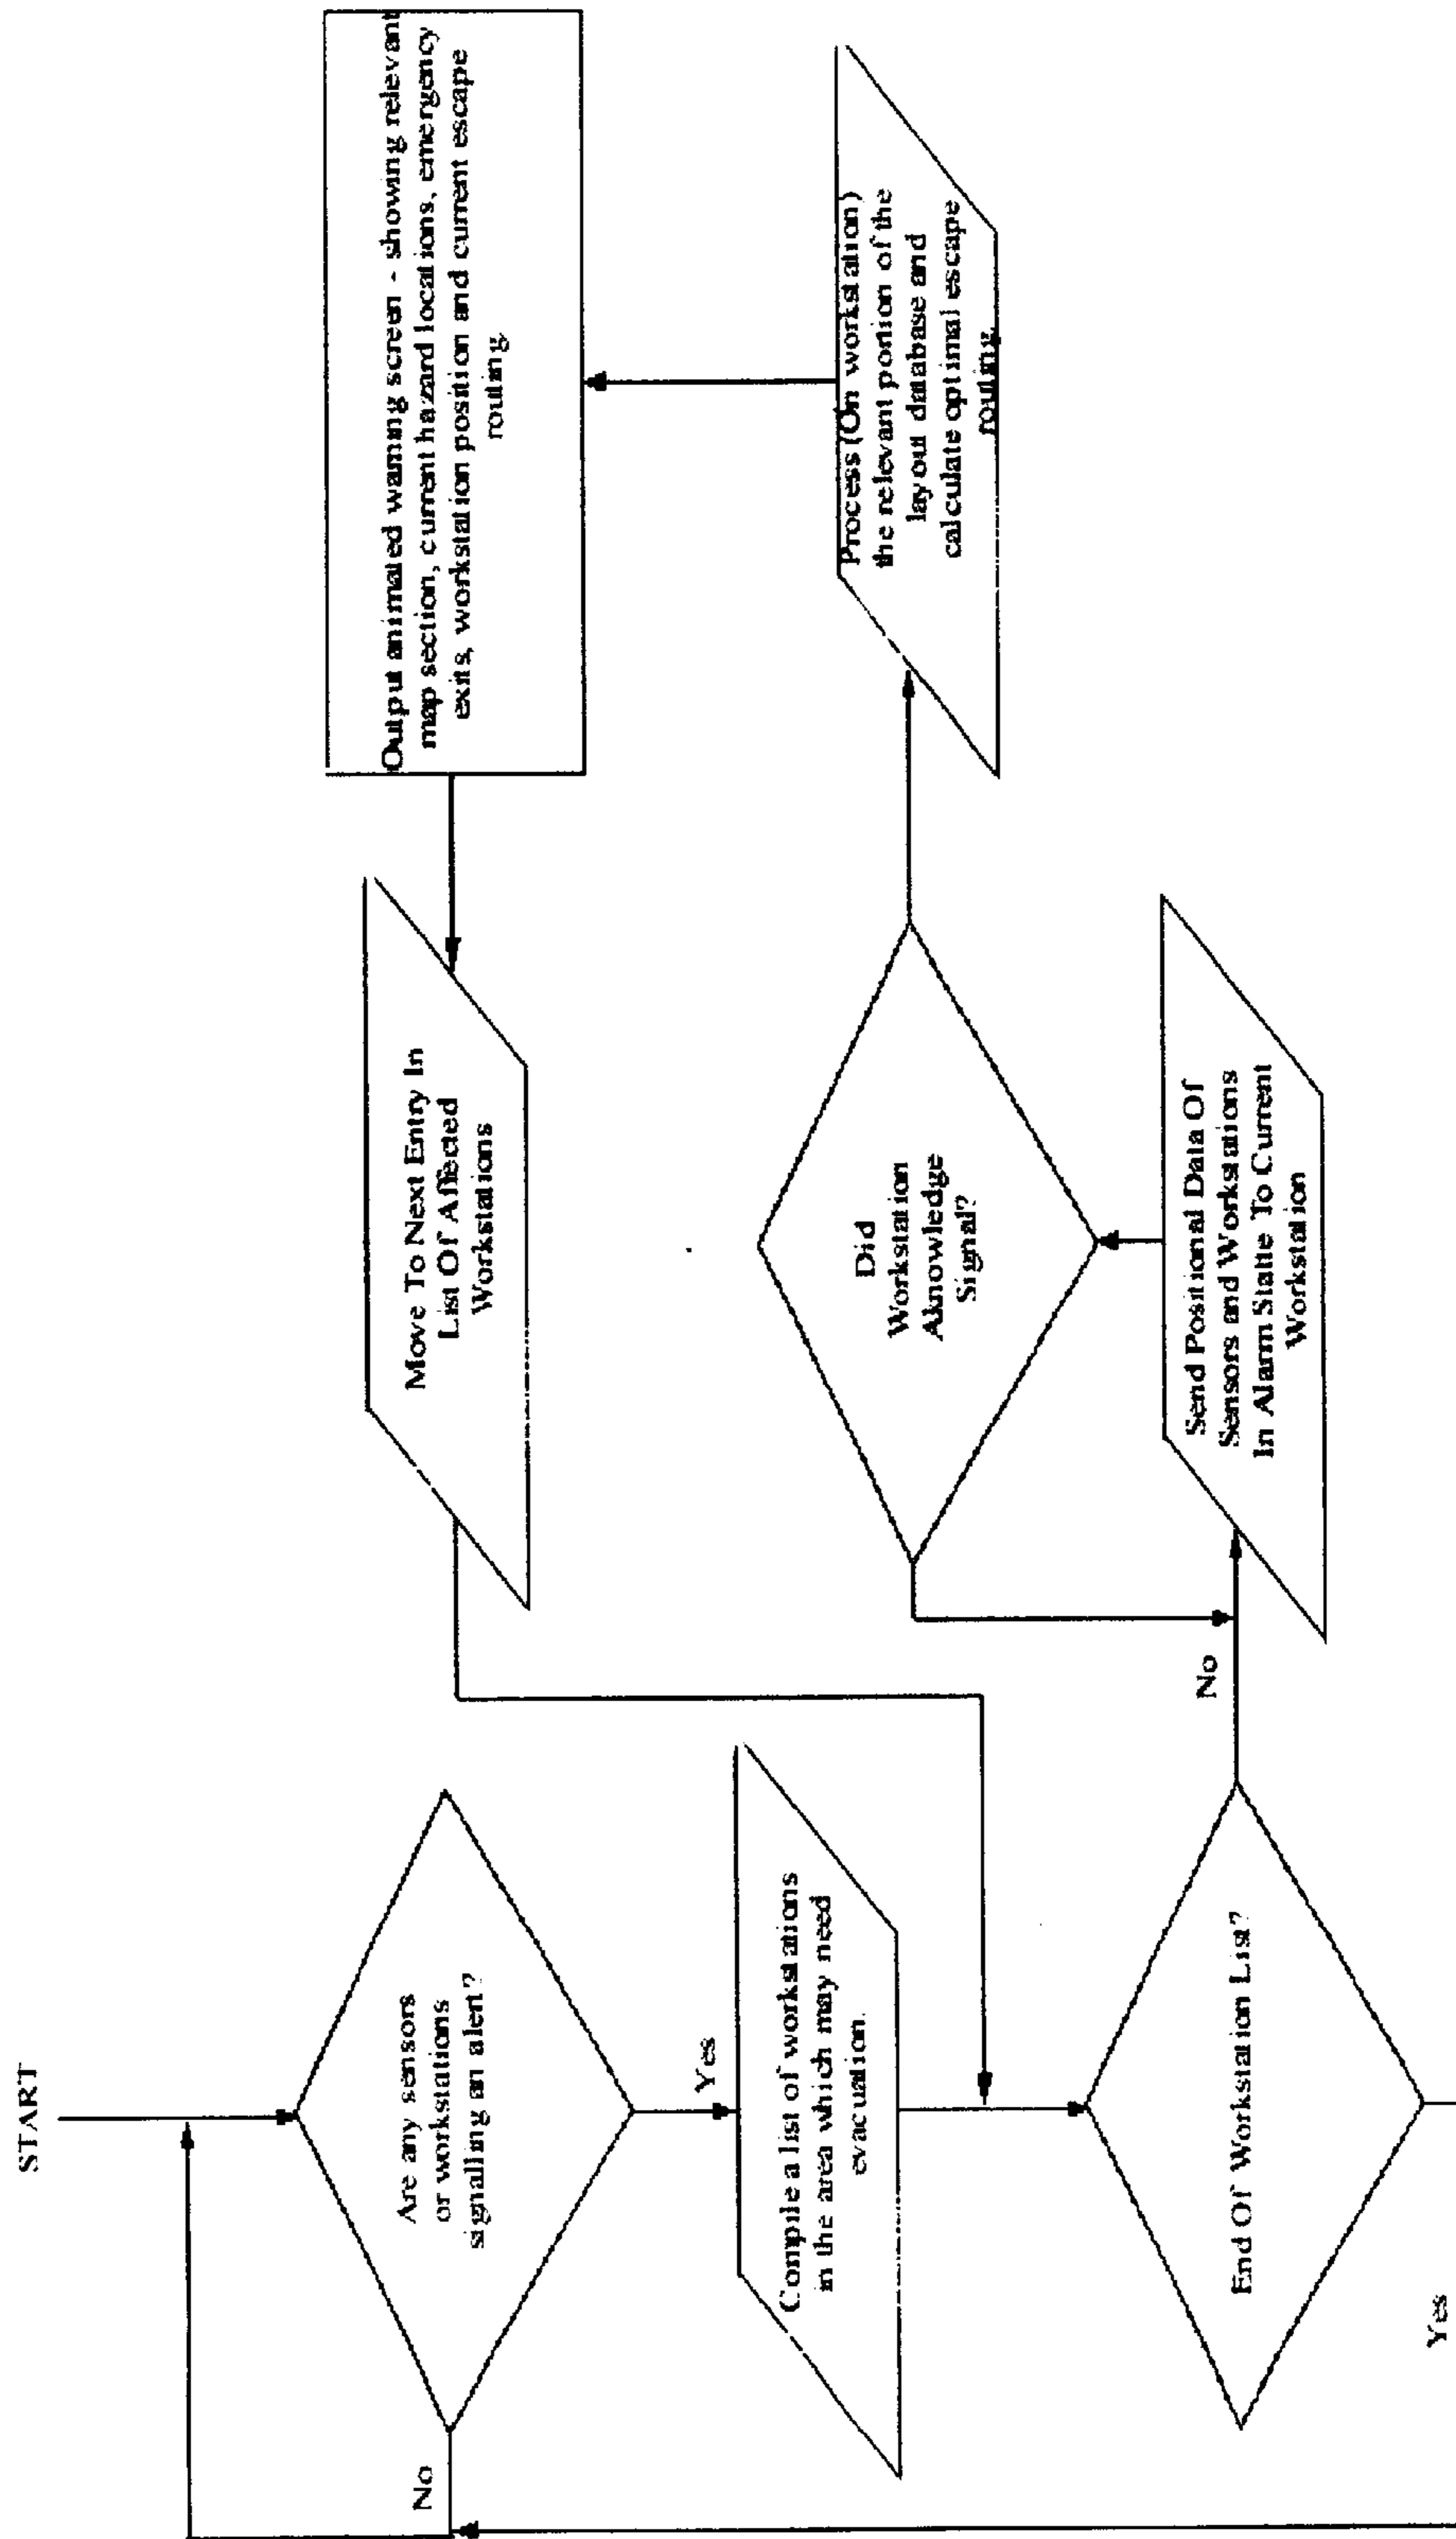 START
Are any sensors
or workstations
signalling an alert?
No
Yes
Compile a list of workstations
in the area which may need
evacuation.
End Of Workstation List?
Yes
No
Send Positional Data Of
Sensors and Workstations
In Alarm Statte To Current
Workstation
Did
Workstation
Aknowledge
Signal?
Process (On workstation)
the relevant portion of the
layout database and
calculate optimal escape
routing.
Output animated warning screen - showing relevant
map section, current hazard locations, emergency
exits, workstation position and current escape
routing.
Move To Next Entry In
List Of Affected
Workstations